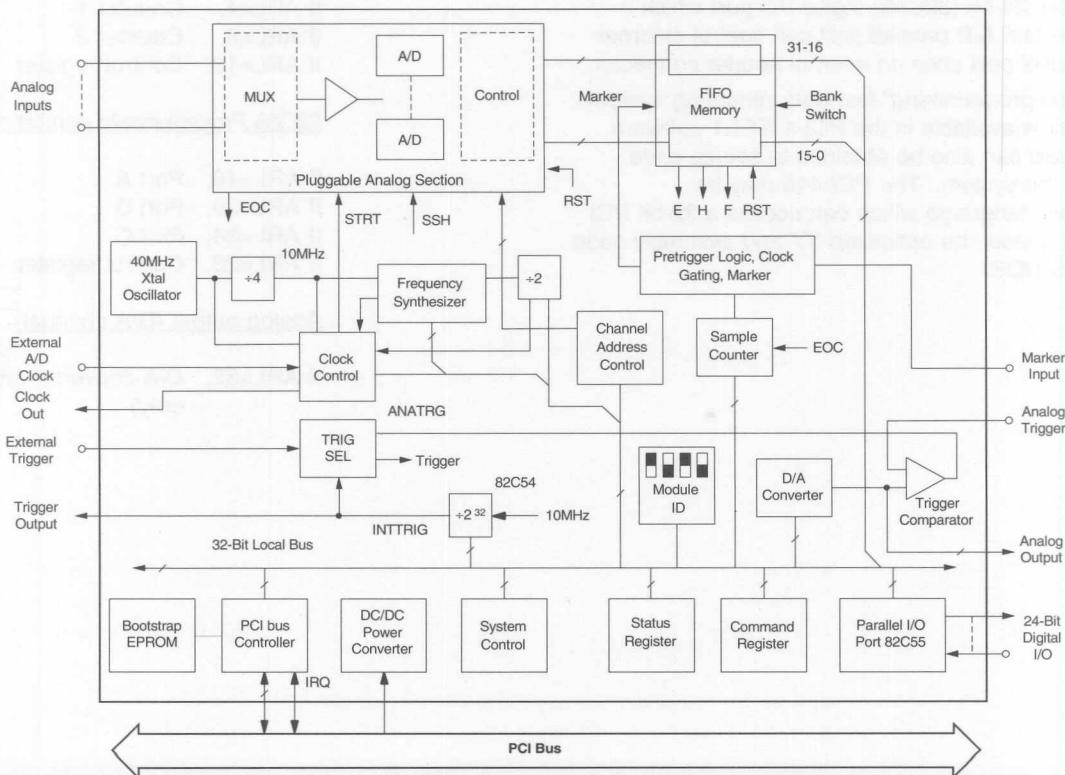 A/D
31-16
MUX
Control
Marker
FIFO
Memory
Bank
Switch
Analog
Inputs
A/D
15-0
Pluggable Analog Section
RST
EOC
STRT
SSH
E H F RST
40MHz
Xtal
Oscillator
10MHz
÷4
Frequency
Synthesizer
÷2
Pretrigger Logic, Clock
Gating, Marker
External
A/D
Clock
Clock
Control
Channel
Address
Control
Sample
Counter
EOC
Marker
Input
Clock
Out
ANATRG
Analog
Trigger
External
Trigger
TRIG
SEL
Trigger
82C54
Module
ID
D/A
Converter
Trigger
Comparator
Trigger
Output
INTTRIG
÷2 32
10MHz
Analog
Output
32-Bit Local Bus
Bootstrap
EPROM
PCI bus
Controller
DC/DC
Power
Converter
System
Control
Status
Register
Command
Register
Parallel I/O
Port 82C55
24-Bit
Digital
I/O
IRQ
PCI Bus